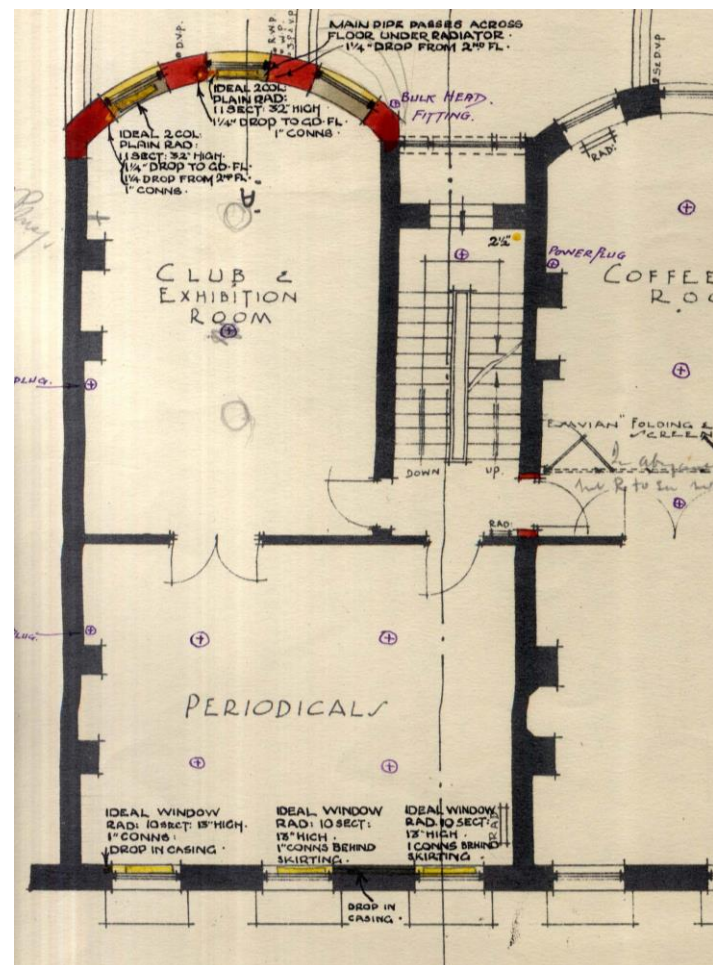 MAIN PIPE PASSES ACROSS
FLOOR UNDER RADIATOR.
1¼" DROP FROM 2ND FL.
D.V.P.
R.W.P.
W.P.
S.&V.P.
IDEAL 2 COL
PLAIN RAD:
11 SECT: 32" HIGH
1¼" DROP TO GD. FL.
1" CONNS
IDEAL 2 COL:
PLAIN RAD:
11 SECT: 32" HIGH.
1¼" DROP TO GD. FL.
1¼ DROP FROM 2ND FL.
1" CONNS.
BULK HEAD.
FITTING.
S&D.V.P
RAD:
"A"
2½"
POWER PLUG
CLUB &
EXHIBITION
ROOM
COFFEE
ROO
PLUG.
"ESAVIAN" FOLDING &
SCREEN
DOWN
UP.
RAD:
PLUG.
PERIODICALS
IDEAL WINDOW
RAD: 10 SECT: 13" HIGH.
1" CONNS:
DROP IN CASING.
IDEAL WINDOW
RAD: 10 SECT:
13" HIGH.
1" CONNS BEHIND
SKIRTING.
IDEAL WINDOW
RAD. 10 SECT:
13" HIGH.
1 CONNS BEHIND
SKIRTING
RAD
DROP IN
CASING.